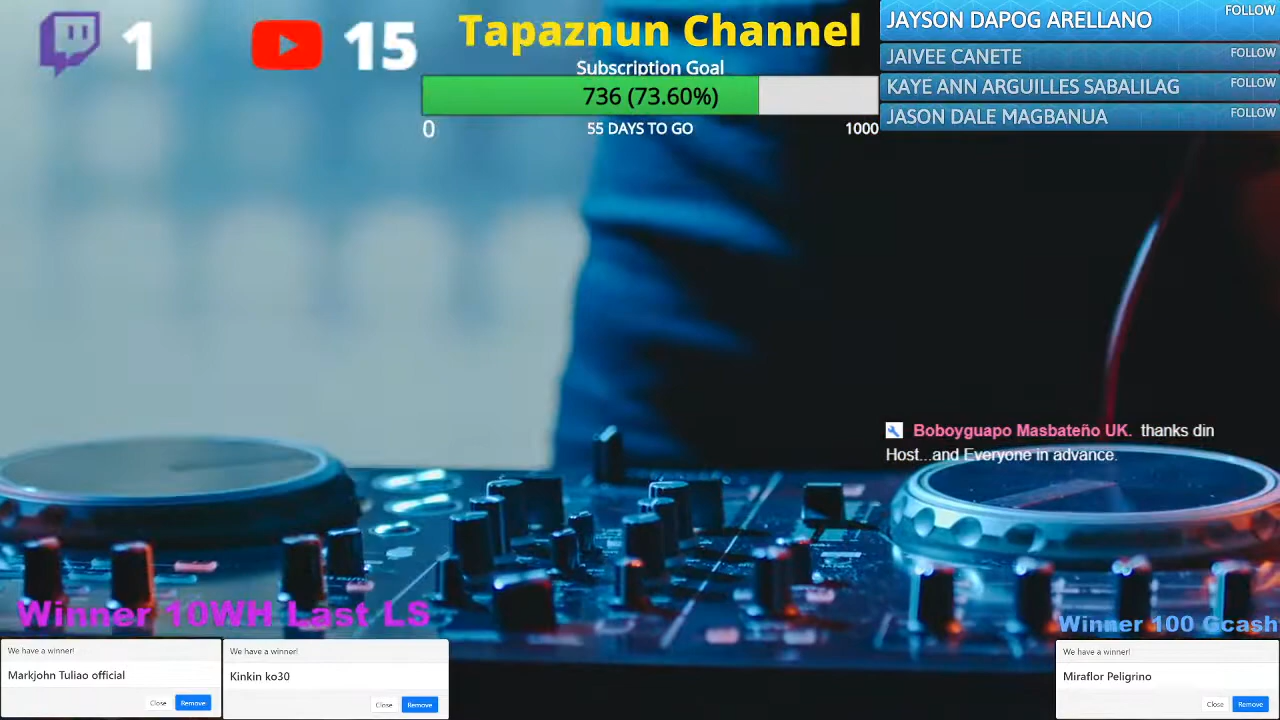 1
15
Tapaznun Channel
Subscription Goal
736 (73.60%)
0
55 DAYS TO GO
1000
JAYSON DAPOG ARELLANO
FOLLOW
JAIVEE CANETE
FOLLOW
KAYE ANN ARGUILLES SABALILAG
FOLLOW
JASON DALE MAGBANUA
FOLLOW
Boboyguapo Masbateño UK. thanks din
Host...and Everyone in advance.
Winner 10WH Last LS
We have a winner!
Markjohn Tuliao official
Close
Remove
We have a winner!
Kinkin ko30
Close
Remove
Winner 100 Gcash
We have a winner!
Miraflor Peligrino
Close
Remove